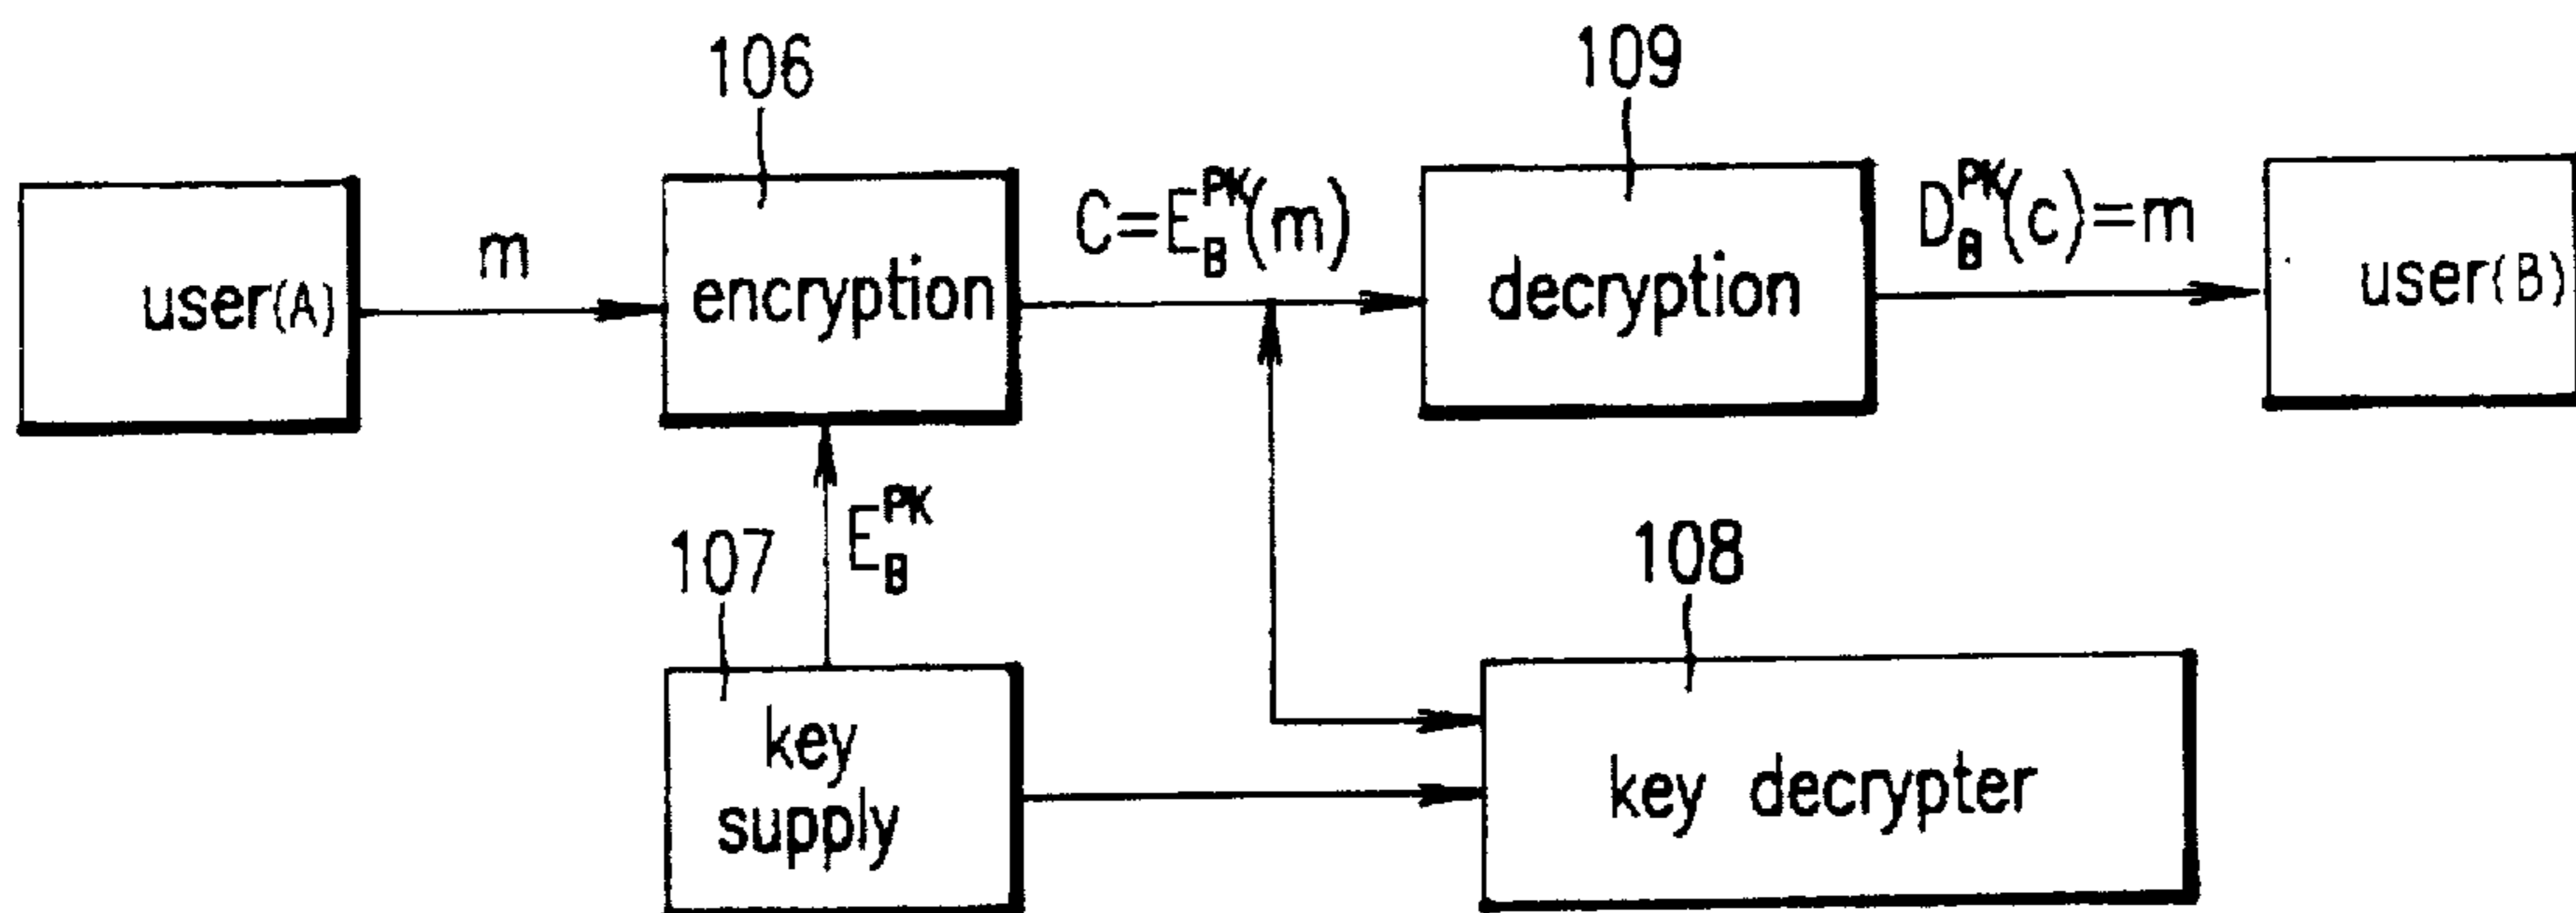 106
109
user(A)
m
encryption
C=E_B^PK(m)
decryption
D_B^PK(c)=m
user(B)
107
E_B^PK
108
key
supply
key decrypter